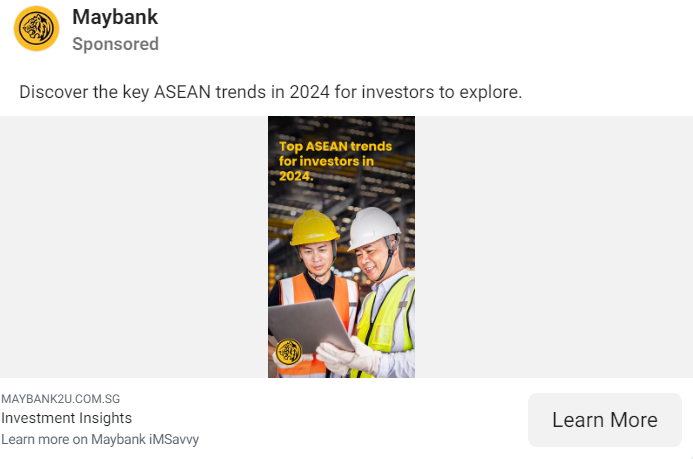 Maybank
Sponsored
Discover the key ASEAN trends in 2024 for investors to explore.
Top ASEAN trends
for investors in
2024.
MAYBANK2U.COM.SG
Investment Insights
Learn more on Maybank iMSavvy
Learn More